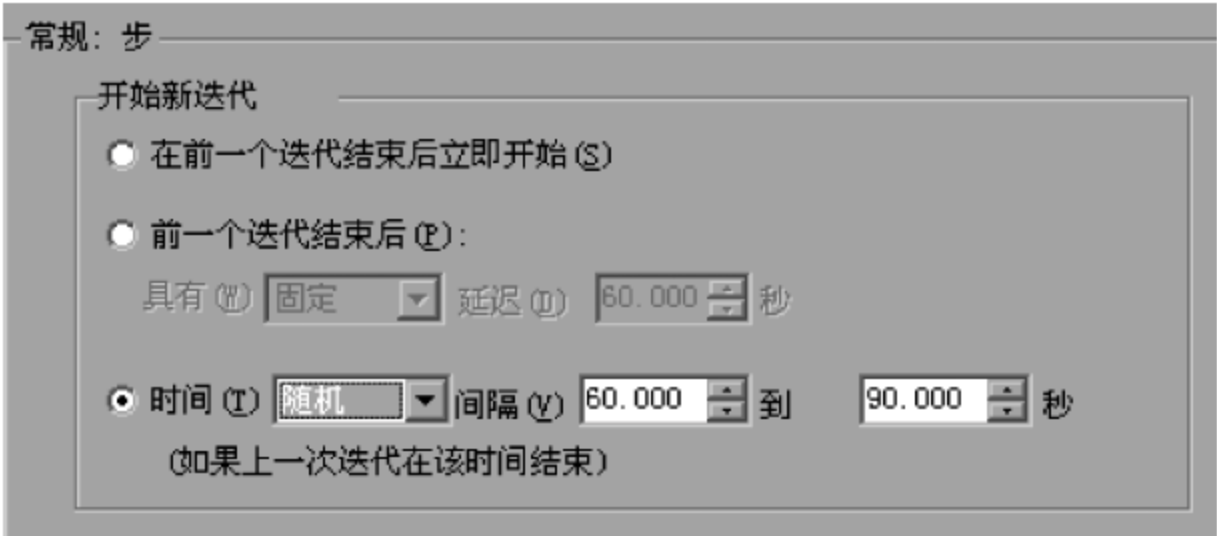 常规: 步
开始新迭代
在前一个迭代结束后立即开始(S)
前一个迭代结束后(P):
具有(W) 固定 延迟(D) 60.000 秒
时间(T) 随机 间隔(V) 60.000 到 90.000 秒
(如果上一次迭代在该时间结束)